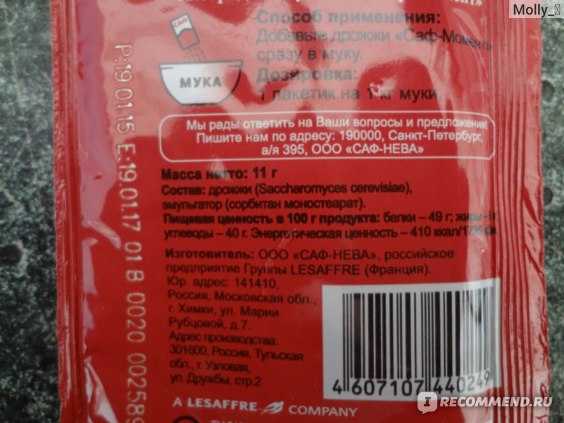 Molly_
Способ применения:
Добавьте дрожжи «Саф-Момент»
сразу в муку.
САФ
МУКА
Дозировка:
1 пакетик на 1 кг муки.
Мы рады ответить на Ваши вопросы и предложения
Пишите нам по адресу: 190000, Санкт-Петербург,
а/я 395, ООО «САФ-НЕВА»
Масса нетто: 11 г
Состав: дрожжи (Saccharomyces cerevisiae),
эмульгатор (сорбитан моностеарат).
Пищевая ценность в 100 г продукта: белки – 49 г; жиры-
углеводы – 40 г. Энергетическая ценность – 410 ккал/
Изготовитель: ООО «САФ-НЕВА», российское
предприятие Группы LESAFFRE (Франция).
Юр. адрес: 141410,
Россия, Московская обл.,
г. Химки, ул. Марии
Рубцовой, д.7.
Адрес производства:
301600, Россия, Тульская
обл., г. Узловая,
ул. Дружбы, стр.2
4607107440249
A LESAFFRE COMPANY
P:19.01.15 E:19.01.17 01 B 0020 002589
I RECOMMEND.RU